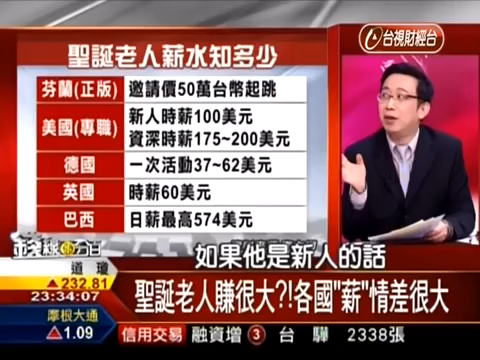 聖誕老人薪水知多少
台視財經台
芬蘭(正版) 邀請價50萬台幣起跳
美國(專職) 新人時薪100美元
資深時薪175~200美元
德國 一次活動37~62美元
英國 時薪60美元
巴西 日薪最高574美元
如果他是新人的話
道瓊
▲232.81
聖誕老人賺很大?!各國"薪"情差很大
23:34:07
摩根大通
▲1.09
信用交易 融資增 3 台 玻 2338張